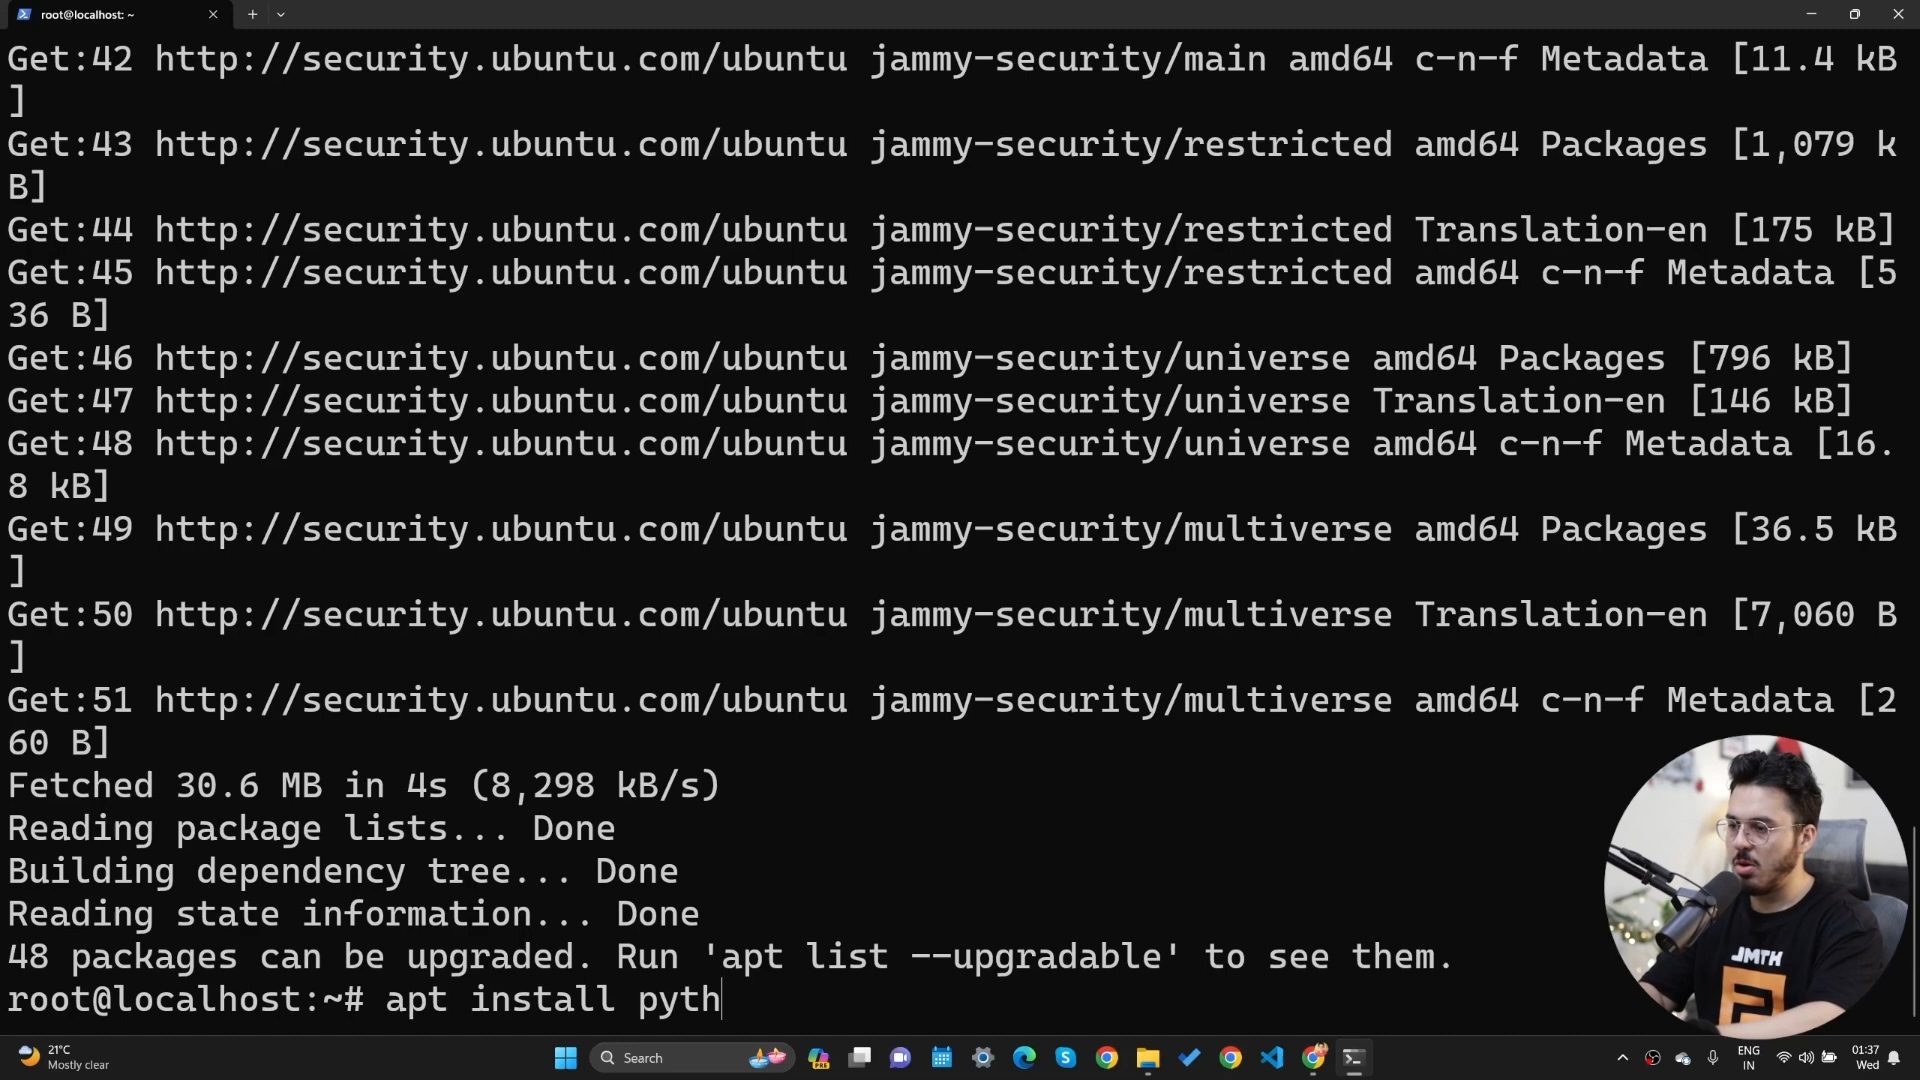 root@localhost: ~
Get:42 http://security.ubuntu.com/ubuntu jammy-security/main amd64 c-n-f Metadata [11.4 kB
]
Get:43 http://security.ubuntu.com/ubuntu jammy-security/restricted amd64 Packages [1,079 k
B]
Get:44 http://security.ubuntu.com/ubuntu jammy-security/restricted Translation-en [175 kB]
Get:45 http://security.ubuntu.com/ubuntu jammy-security/restricted amd64 c-n-f Metadata [5
36 B]
Get:46 http://security.ubuntu.com/ubuntu jammy-security/universe amd64 Packages [796 kB]
Get:47 http://security.ubuntu.com/ubuntu jammy-security/universe Translation-en [146 kB]
Get:48 http://security.ubuntu.com/ubuntu jammy-security/universe amd64 c-n-f Metadata [16.
8 kB]
Get:49 http://security.ubuntu.com/ubuntu jammy-security/multiverse amd64 Packages [36.5 kB
]
Get:50 http://security.ubuntu.com/ubuntu jammy-security/multiverse Translation-en [7,060 B
]
Get:51 http://security.ubuntu.com/ubuntu jammy-security/multiverse amd64 c-n-f Metadata [2
60 B]
Fetched 30.6 MB in 4s (8,298 kB/s)
Reading package lists... Done
Building dependency tree... Done
Reading state information... Done
48 packages can be upgraded. Run 'apt list --upgradable' to see them.
root@localhost:~# apt install pyth
JMTH
21°C
Mostly clear
Search
PRE
ENG
IN
01:37
Wed